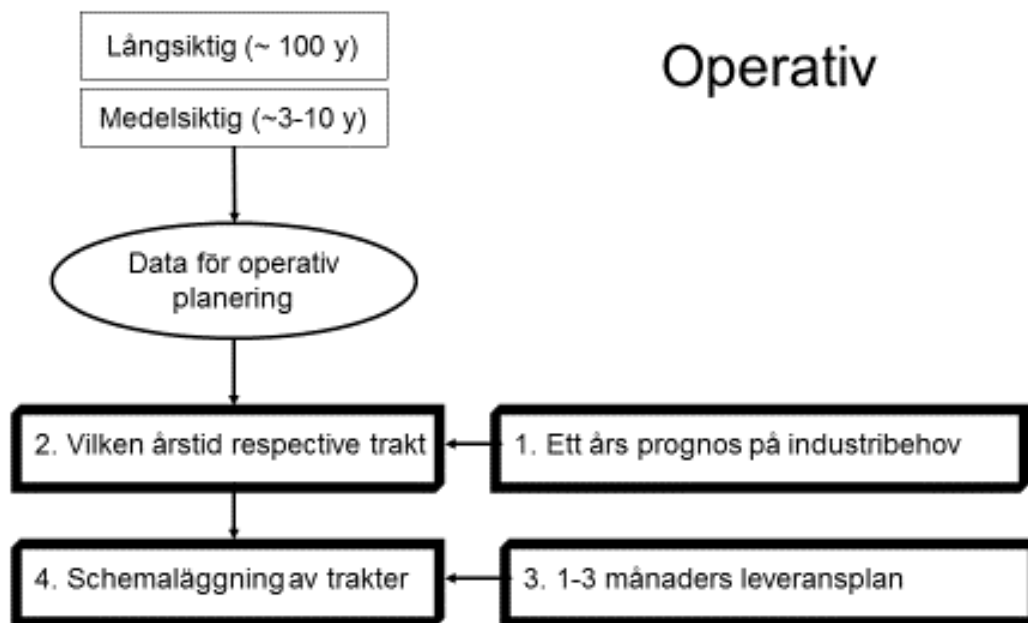 Långsiktig (~ 100 y)
Operativ
Medelsiktig (~3-10 y)
Data för operativ
planering
2. Vilken årstid respective trakt
1. Ett års prognos på industribehov
4. Schemaläggning av trakter
3. 1-3 månaders leveransplan